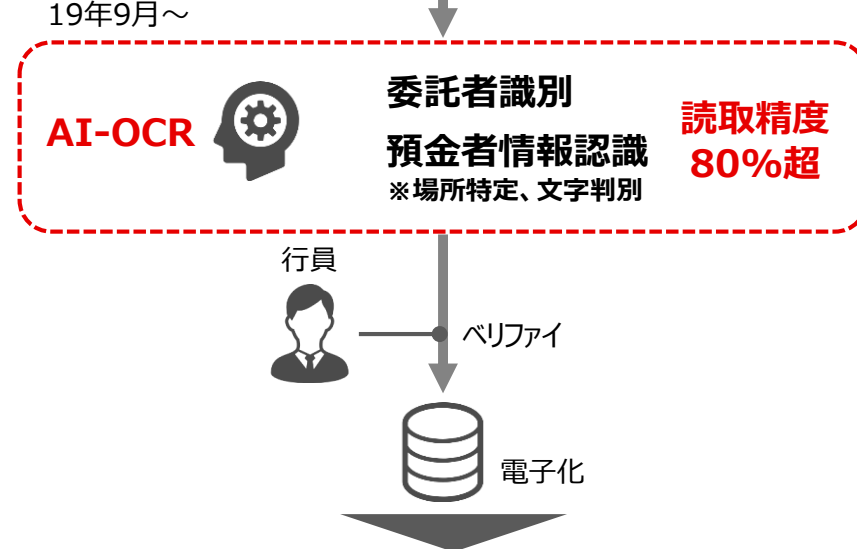 19年9月～
AI-OCR
委託者識別
預金者情報認識
※場所特定、文字判別
読取精度
80%超
行員
ベリファイ
電子化